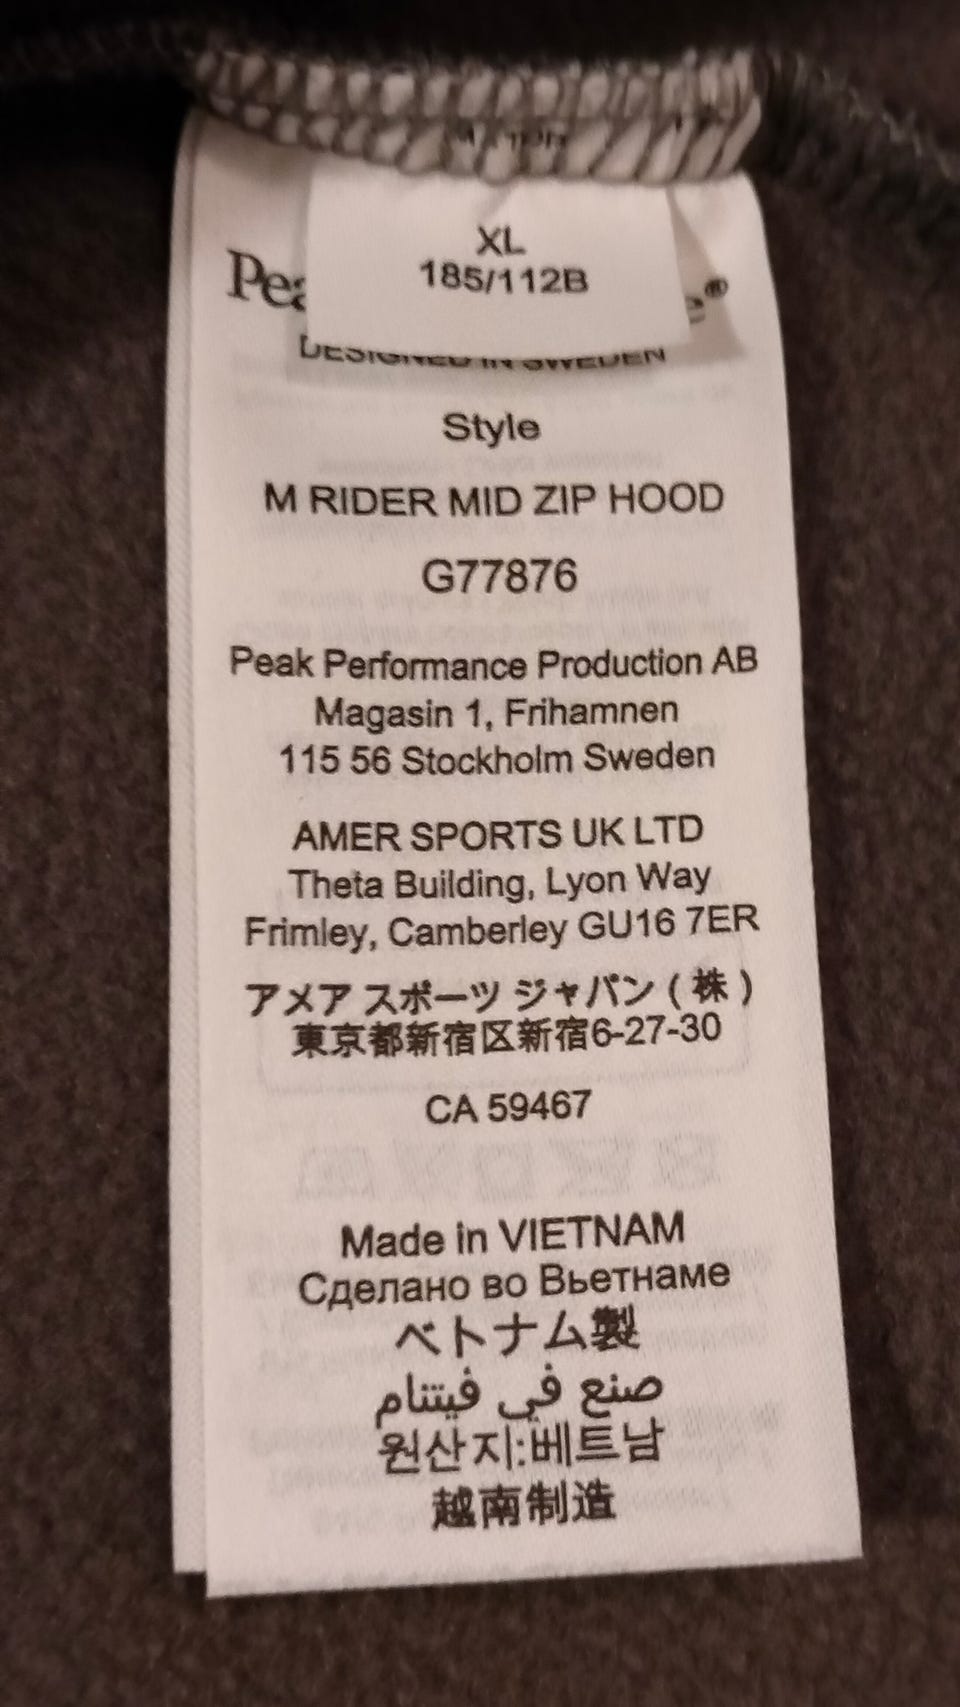 XL
185/112B
DESIGNED IN SWEDEN
Style
M RIDER MID ZIP HOOD
G77876
Peak Performance Production AB
Magasin 1, Frihamnen
115 56 Stockholm Sweden
AMER SPORTS UK LTD
Theta Building, Lyon Way
Frimley, Camberley GU16 7ER
アメア スポーツ ジャパン ( 株 )
東京都新宿区新宿6-27-30
CA 59467
Made in VIETNAM
Сделано во Вьетнаме
ベトナム製
صنع في فيتنام
원산지:베트남
越南制造